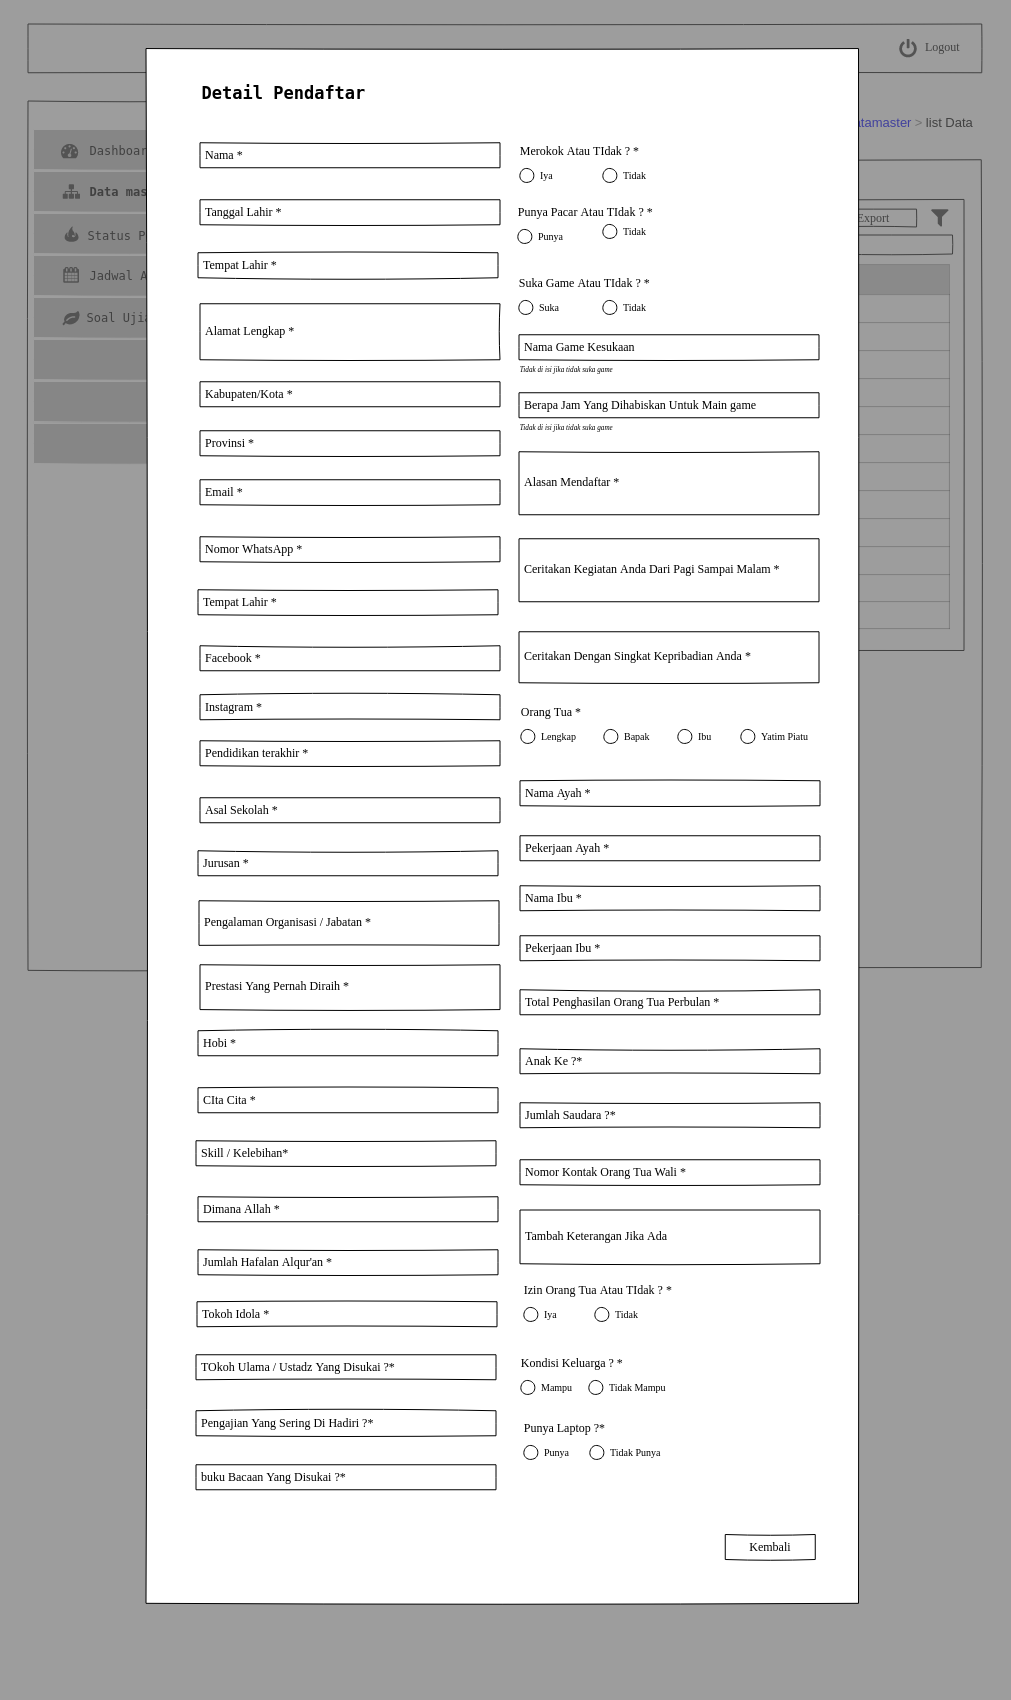 Logout
Detail Pendaftar
atamaster > list Data
Dashboar
Data mas
Status P
Jadwal A
Soal Ujia
Export
Nama *
Tanggal Lahir *
Tempat Lahir *
Alamat Lengkap *
Kabupaten/Kota *
Provinsi *
Email *
Nomor WhatsApp *
Tempat Lahir *
Facebook *
Instagram *
Pendidikan terakhir *
Asal Sekolah *
Jurusan *
Pengalaman Organisasi / Jabatan *
Prestasi Yang Pernah Diraih *
Hobi *
CIta Cita *
Skill / Kelebihan*
Dimana Allah *
Jumlah Hafalan Alqur'an *
Tokoh Idola *
TOkoh Ulama / Ustadz Yang Disukai ?*
Pengajian Yang Sering Di Hadiri ?*
buku Bacaan Yang Disukai ?*
Merokok Atau TIdak ? *
Iya Tidak
Punya Pacar Atau TIdak ? *
Punya Tidak
Suka Game Atau TIdak ? *
Suka Tidak
Nama Game Kesukaan
Tidak di isi jika tidak suka game
Berapa Jam Yang Dihabiskan Untuk Main game
Tidak di isi jika tidak suka game
Alasan Mendaftar *
Ceritakan Kegiatan Anda Dari Pagi Sampai Malam *
Ceritakan Dengan Singkat Kepribadian Anda *
Orang Tua *
Lengkap Bapak Ibu Yatim Piatu
Nama Ayah *
Pekerjaan Ayah *
Nama Ibu *
Pekerjaan Ibu *
Total Penghasilan Orang Tua Perbulan *
Anak Ke ?*
Jumlah Saudara ?*
Nomor Kontak Orang Tua Wali *
Tambah Keterangan Jika Ada
Izin Orang Tua Atau TIdak ? *
Iya Tidak
Kondisi Keluarga ? *
Mampu Tidak Mampu
Punya Laptop ?*
Punya Tidak Punya
Kembali